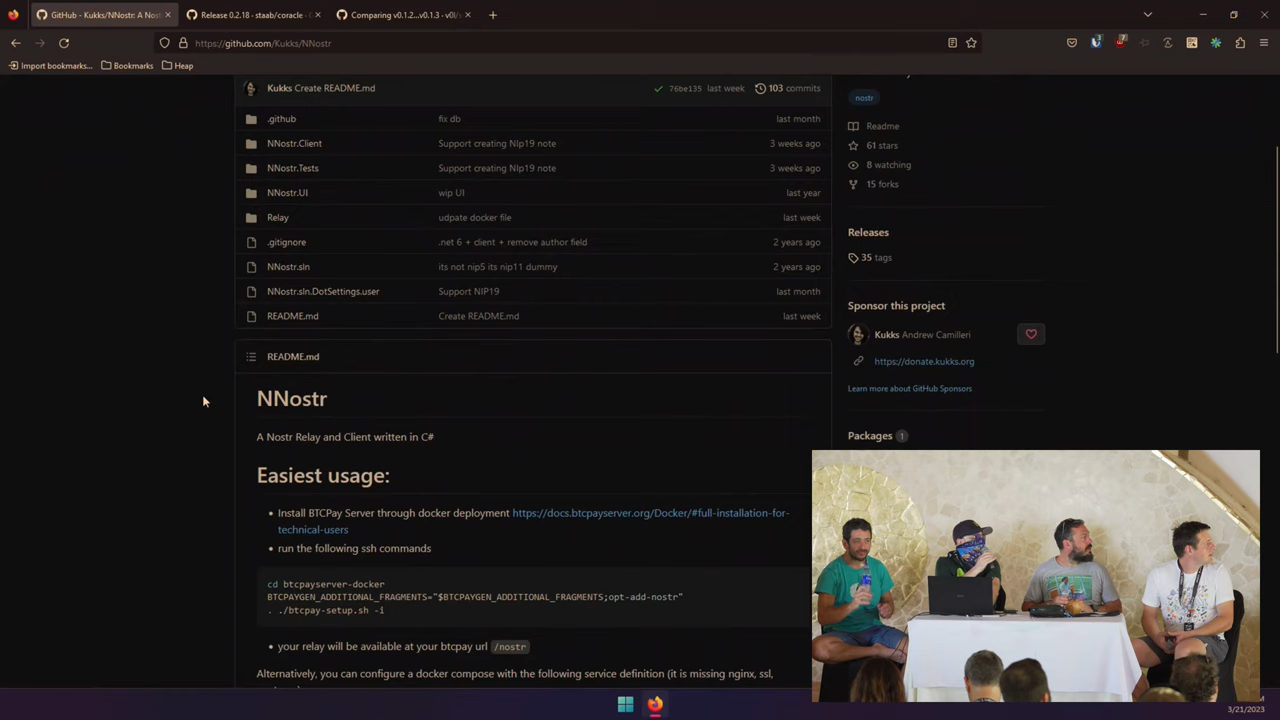 GitHub - Kukks/NNostr: A Nost
Release 0.2.18 - staab/coracle
Comparing v0.1.2...v0.1.3
https://github.com/Kukks/NNostr
Import bookmarks...
Bookmarks
Heap
Kukks Create README.md
76be135 last week
103 commits
.github
fix db
last month
NNostr.Client
Support creating NIp19 note
3 weeks ago
NNostr.Tests
Support creating NIp19 note
3 weeks ago
NNostr.UI
wip UI
last year
Relay
udpate docker file
last week
.gitignore
.net 6 + client + remove author field
2 years ago
NNostr.sln
its not nip5 its nip11 dummy
2 years ago
NNostr.sln.DotSettings.user
Support NIP19
last month
README.md
Create README.md
last week
README.md
NNostr
A Nostr Relay and Client written in C#
Easiest usage:
• Install BTCPay Server through docker deployment https://docs.btcpayserver.org/Docker/#full-installation-for-
technical-users
• run the following ssh commands
cd btcpayserver-docker
BTCPAYGEN_ADDITIONAL_FRAGMENTS="$BTCPAYGEN_ADDITIONAL_FRAGMENTS;opt-add-nostr"
. ./btcpay-setup.sh -i
• your relay will be available at your btcpay url /nostr
Alternatively, you can configure a docker compose with the following service definition (it is missing nginx, ssl,
nostr
Readme
61 stars
8 watching
15 forks
Releases
35 tags
Sponsor this project
Kukks Andrew Camilleri
https://donate.kukks.org
Learn more about GitHub Sponsors
Packages 1
3/21/2023